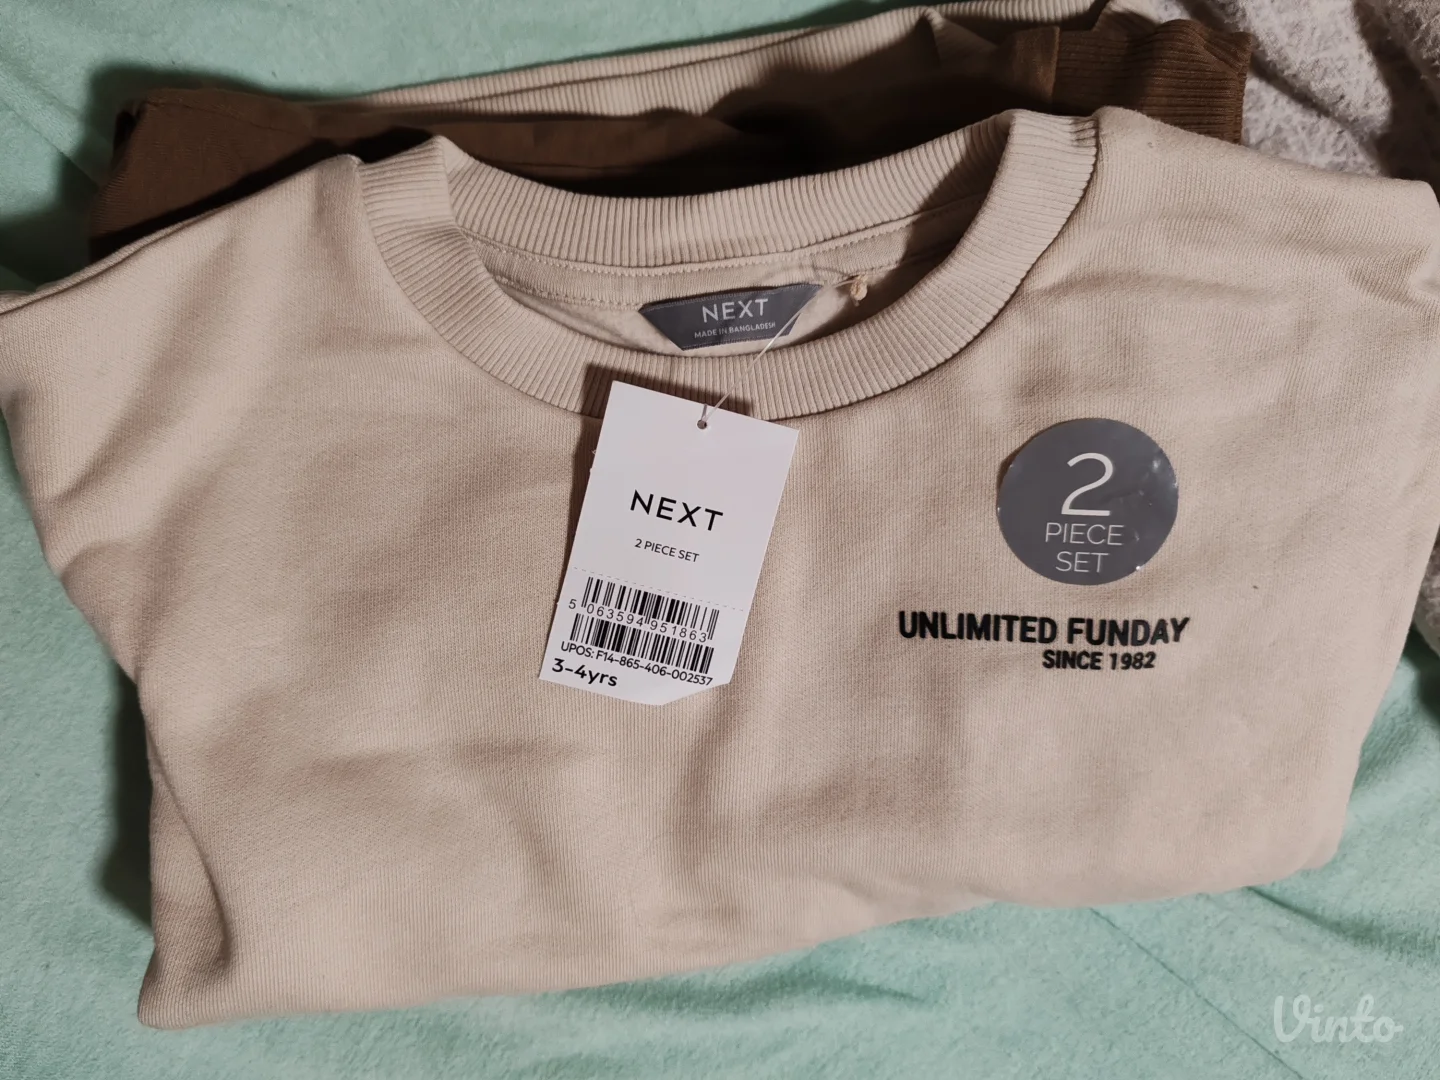 NEXT
MADE IN BANGLADESH
NEXT
2 PIECE SET
5 063594 951863
UPOS: F14-865-406-002537
3-4yrs
2
PIECE
SET
UNLIMITED FUNDAY
SINCE 1982
Vinto